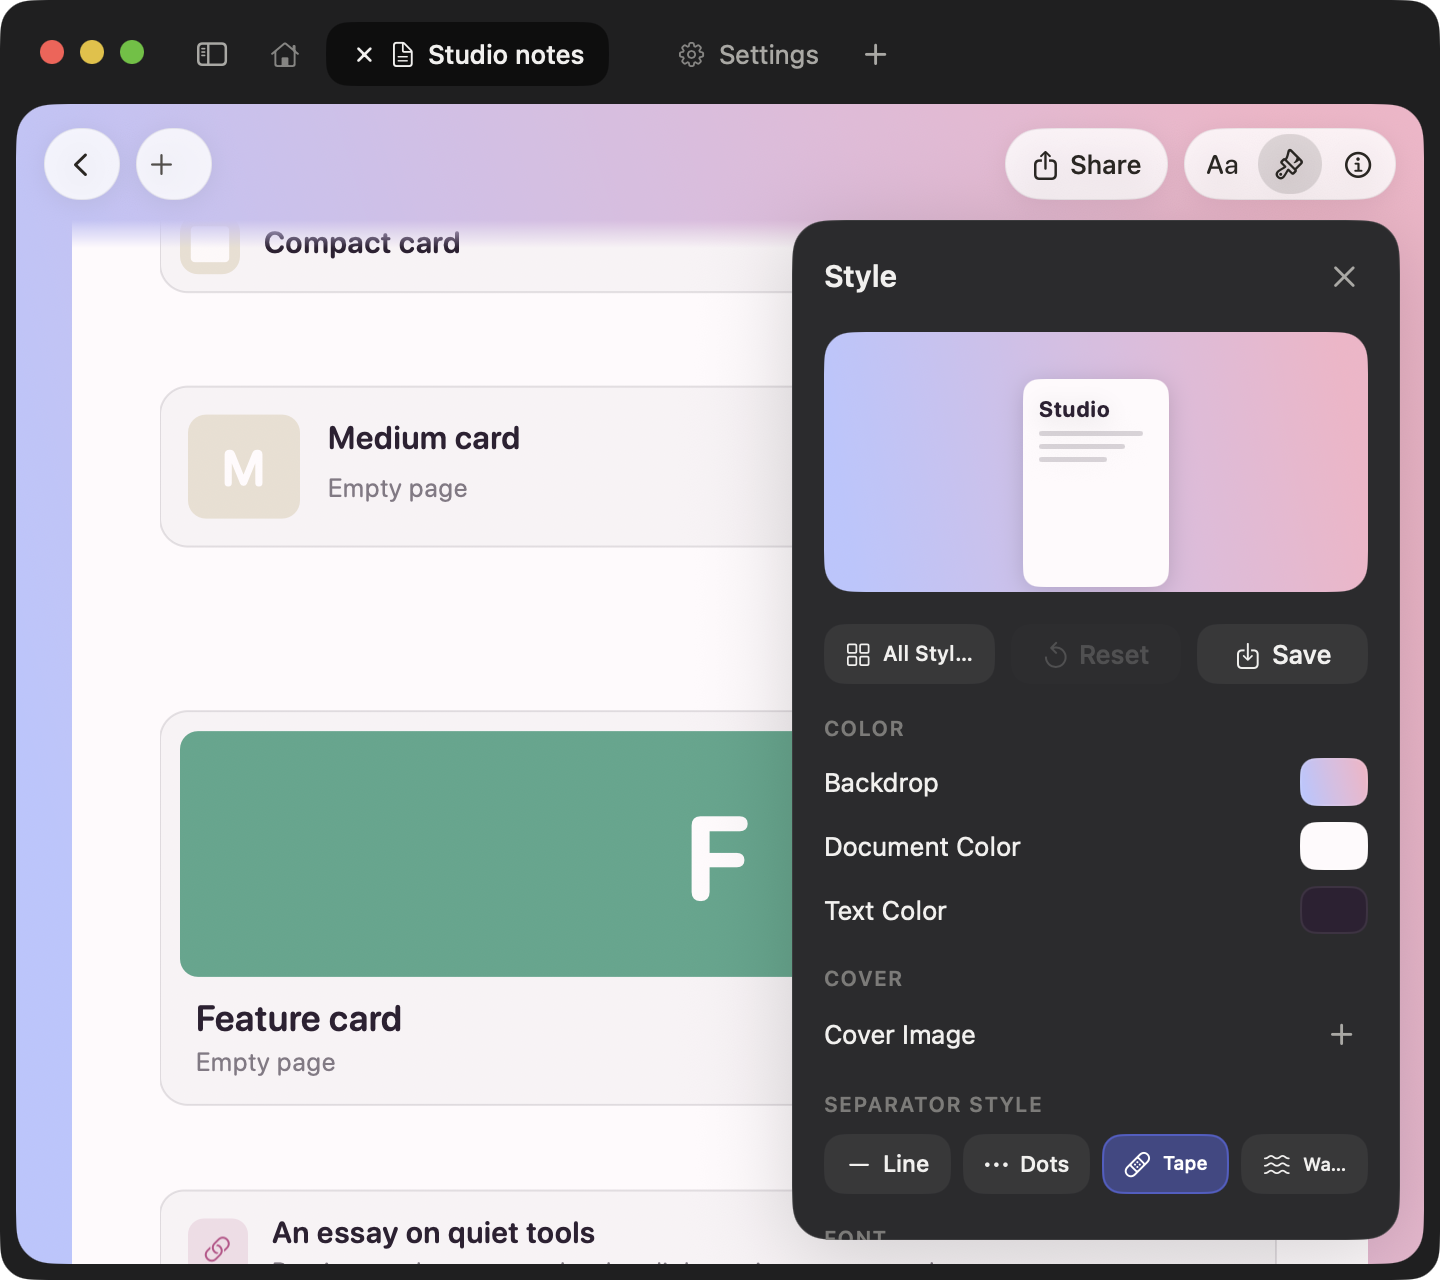 Studio notes
Settings
Share
Aa
Compact card
M
Medium card
Empty page
F
Feature card
Empty page
An essay on quiet tools
Style
Studio
All Styl...
Reset
Save
COLOR
Backdrop
Document Color
Text Color
COVER
Cover Image
SEPARATOR STYLE
Line
Dots
Tape
Wa...
FONT